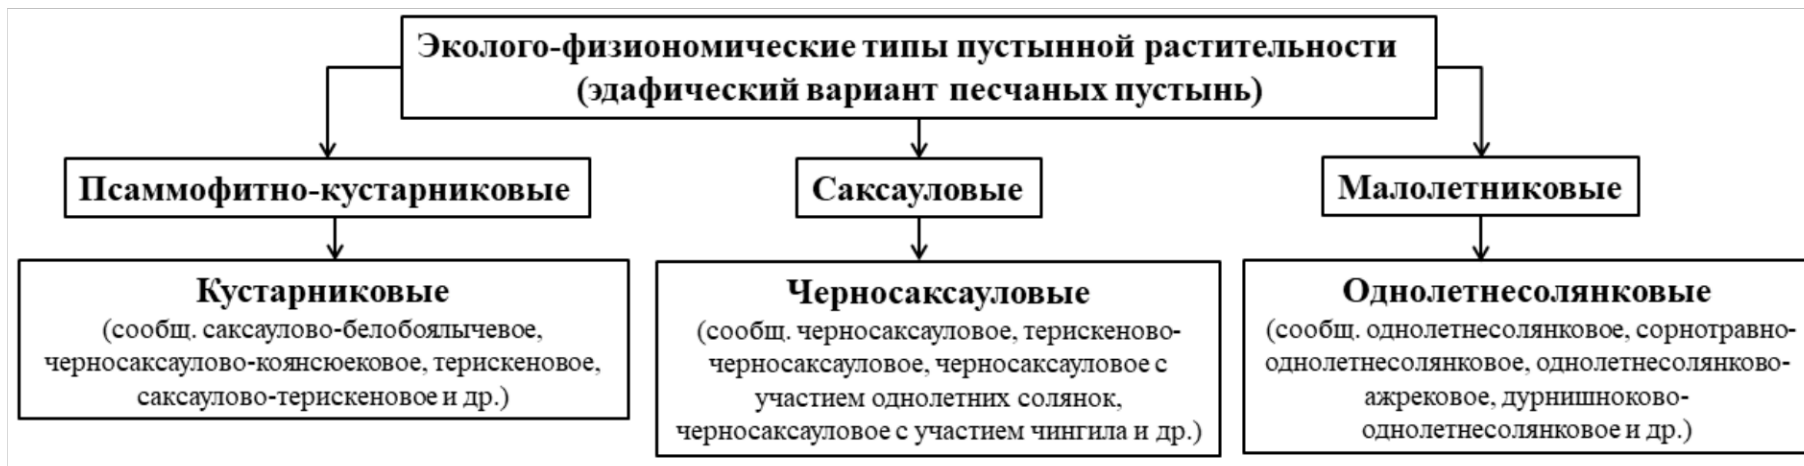 Эколого-физиономические типы пустынной растительности
(эдафический вариант песчаных пустынь)
Псаммофитно-кустарниковые
Саксауловые
Малолетниковые
Кустарниковые
(сообщ. саксаулово-белобоялычевое,
черносаксаулово-коянсюековое, терискеновое,
саксаулово-терискеновое и др.)
Черносаксауловые
(сообщ. черносаксауловое, терискеново-
черносаксауловое, черносаксауловое с
участием однолетних солянок,
черносаксауловое с участием чингила и др.)
Однолетнесолянковые
(сообщ. однолетнесолянковое, сорнотравно-
однолетнесолянковое, однолетнесолянково-
ажрековое, дурнишноково-
однолетнесолянковое и др.)